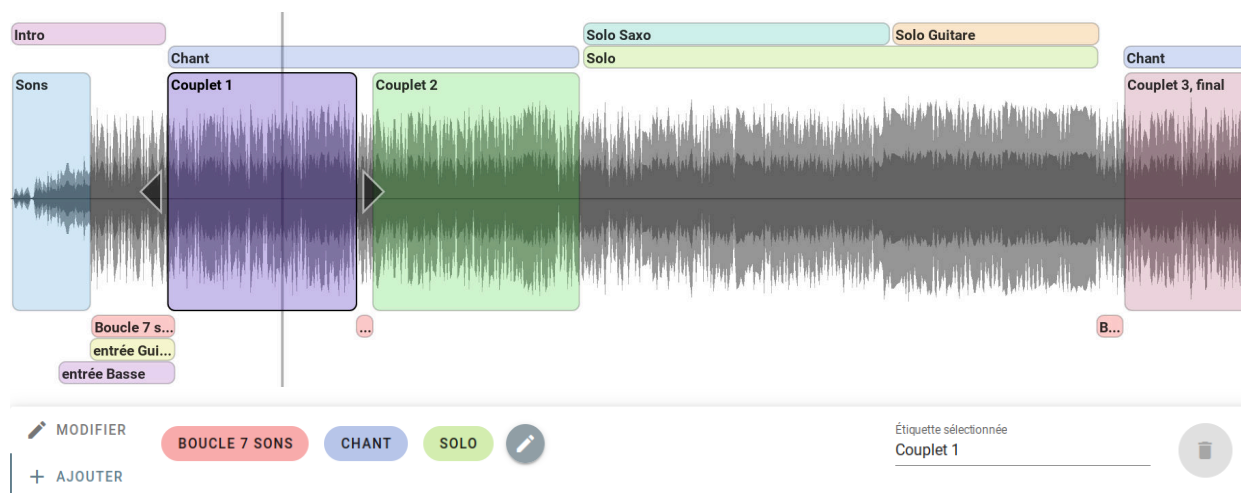 Intro
Solo Saxo
Solo Guitare
Chant
Solo
Chant
Sons
Couplet 1
Couplet 2
Couplet 3, final
Boucle 7 s...
...
B...
entrée Gui...
entrée Basse
MODIFIER
BOUCLE 7 SONS
CHANT
SOLO
Étiquette sélectionnée
Couplet 1
+ AJOUTER